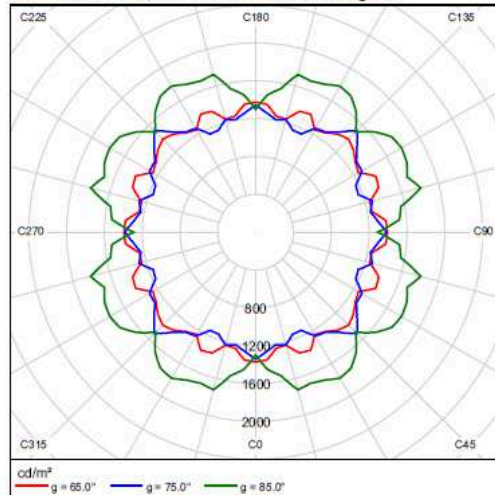 C225 C180 C135
C270 C90
800
1200
1600
2000
C315 C0 C45
cd/m²
g = 65.0° g = 75.0° g = 85.0°